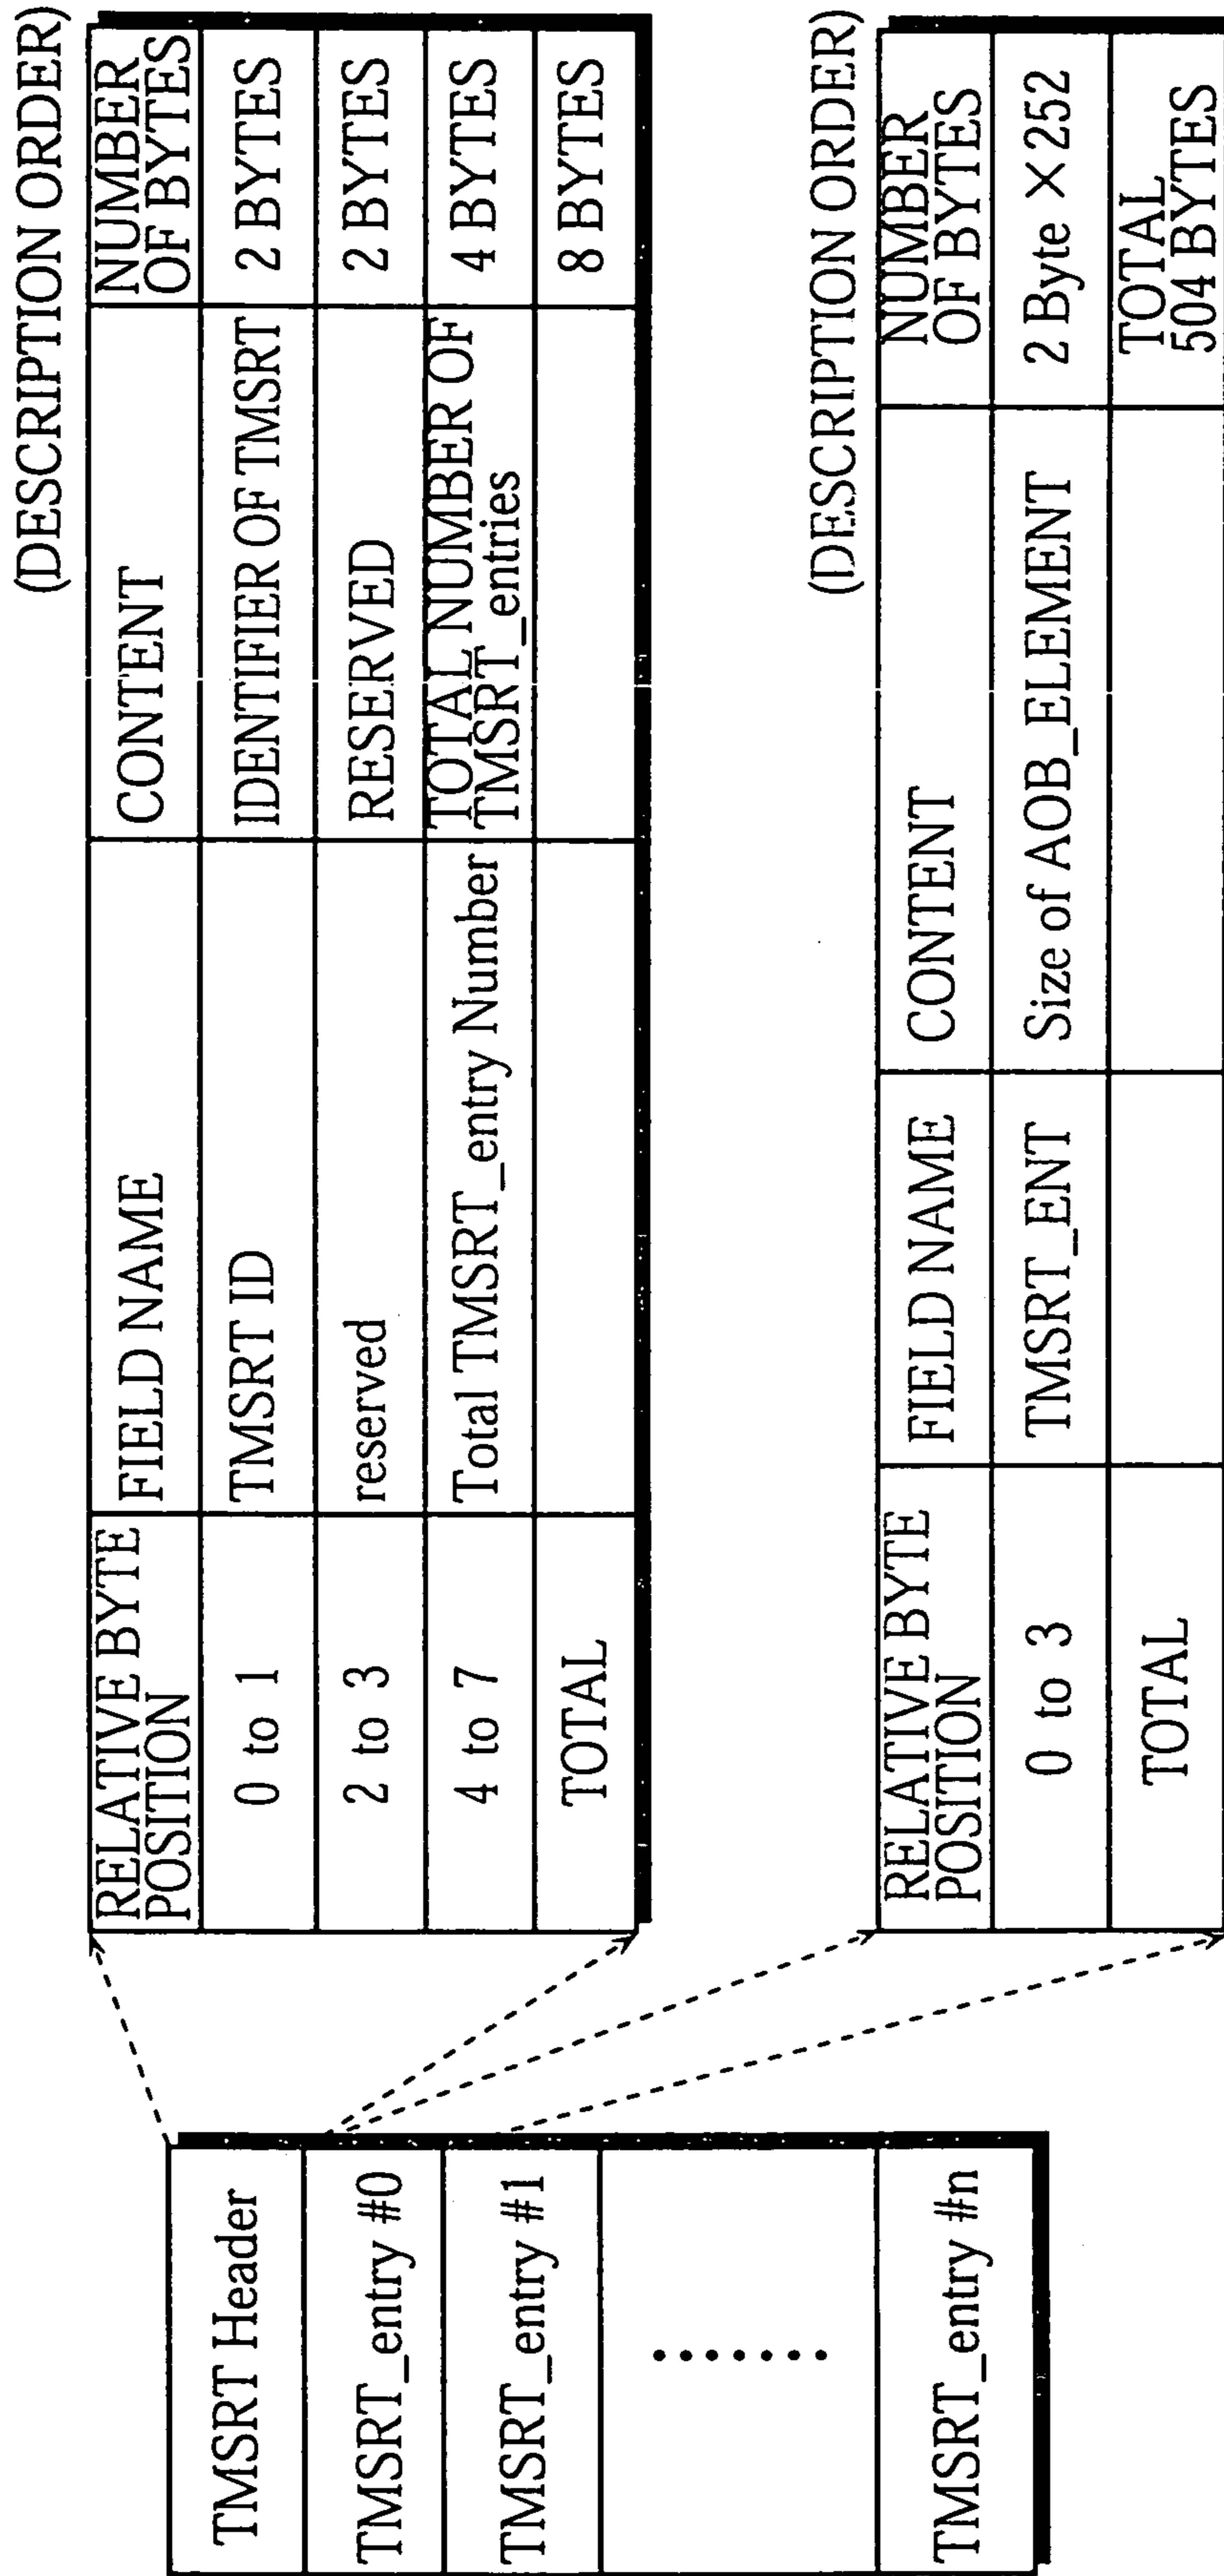 TMSRT Header
TMSRT_entry #0
TMSRT_entry #1
.......
TMSRT_entry #n
(DESCRIPTION ORDER)
RELATIVE BYTE
POSITION
FIELD NAME
CONTENT
NUMBER
OF BYTES
0 to 1
TMSRT ID
IDENTIFIER OF TMSRT
2 BYTES
2 to 3
reserved
RESERVED
2 BYTES
4 to 7
Total TMSRT_entry Number
TOTAL NUMBER OF
TMSRT_entries
4 BYTES
TOTAL
8 BYTES
(DESCRIPTION ORDER)
RELATIVE BYTE
POSITION
FIELD NAME
CONTENT
NUMBER
OF BYTES
0 to 3
TMSRT_ENT
Size of AOB_ELEMENT
2 Byte ×252
TOTAL
TOTAL
504 BYTES